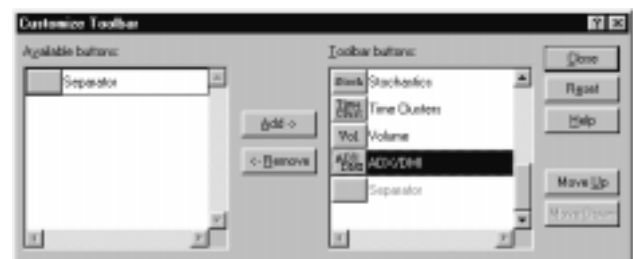 Customize Toolbar
Available buttons:
Separator
Add ->
<- Remove
Toolbar buttons:
Stochastics
Time Clusters
Vol. Volume
ADX/DMI
Separator
Close
Reset
Help
Move Up
Move Down